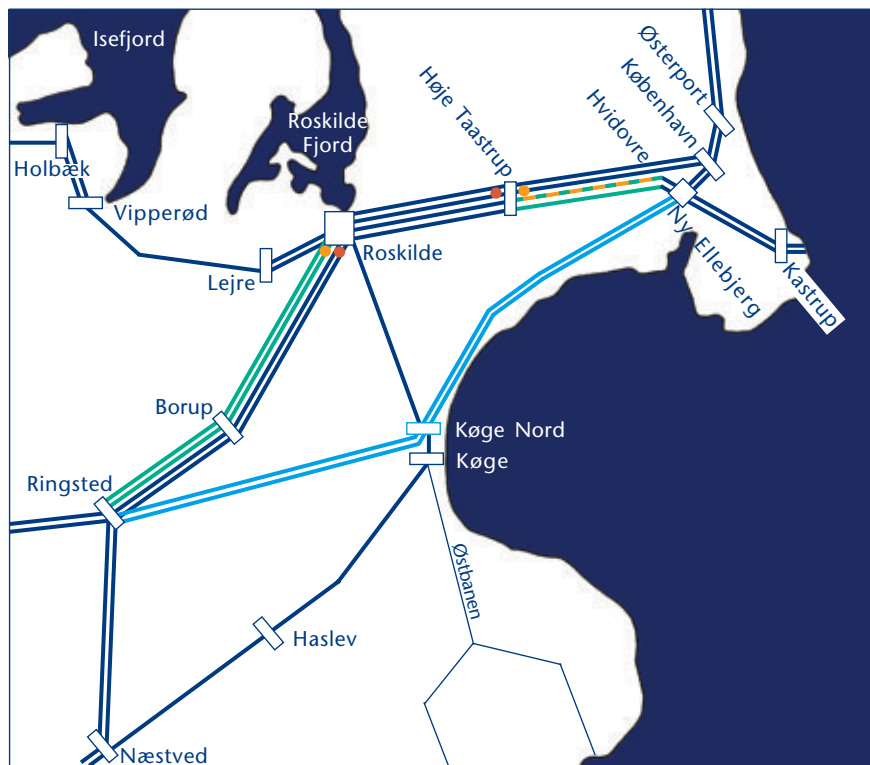 Isefjord
Østerport
København
Hvidovre
Høje Taastrup
Roskilde
Fjord
Holbæk
Vipperød
Lejre
Roskilde
Ny Ellebjerg
Kastrup
Borup
Køge Nord
Køge
Ringsted
Østbanen
Haslev
Næstved